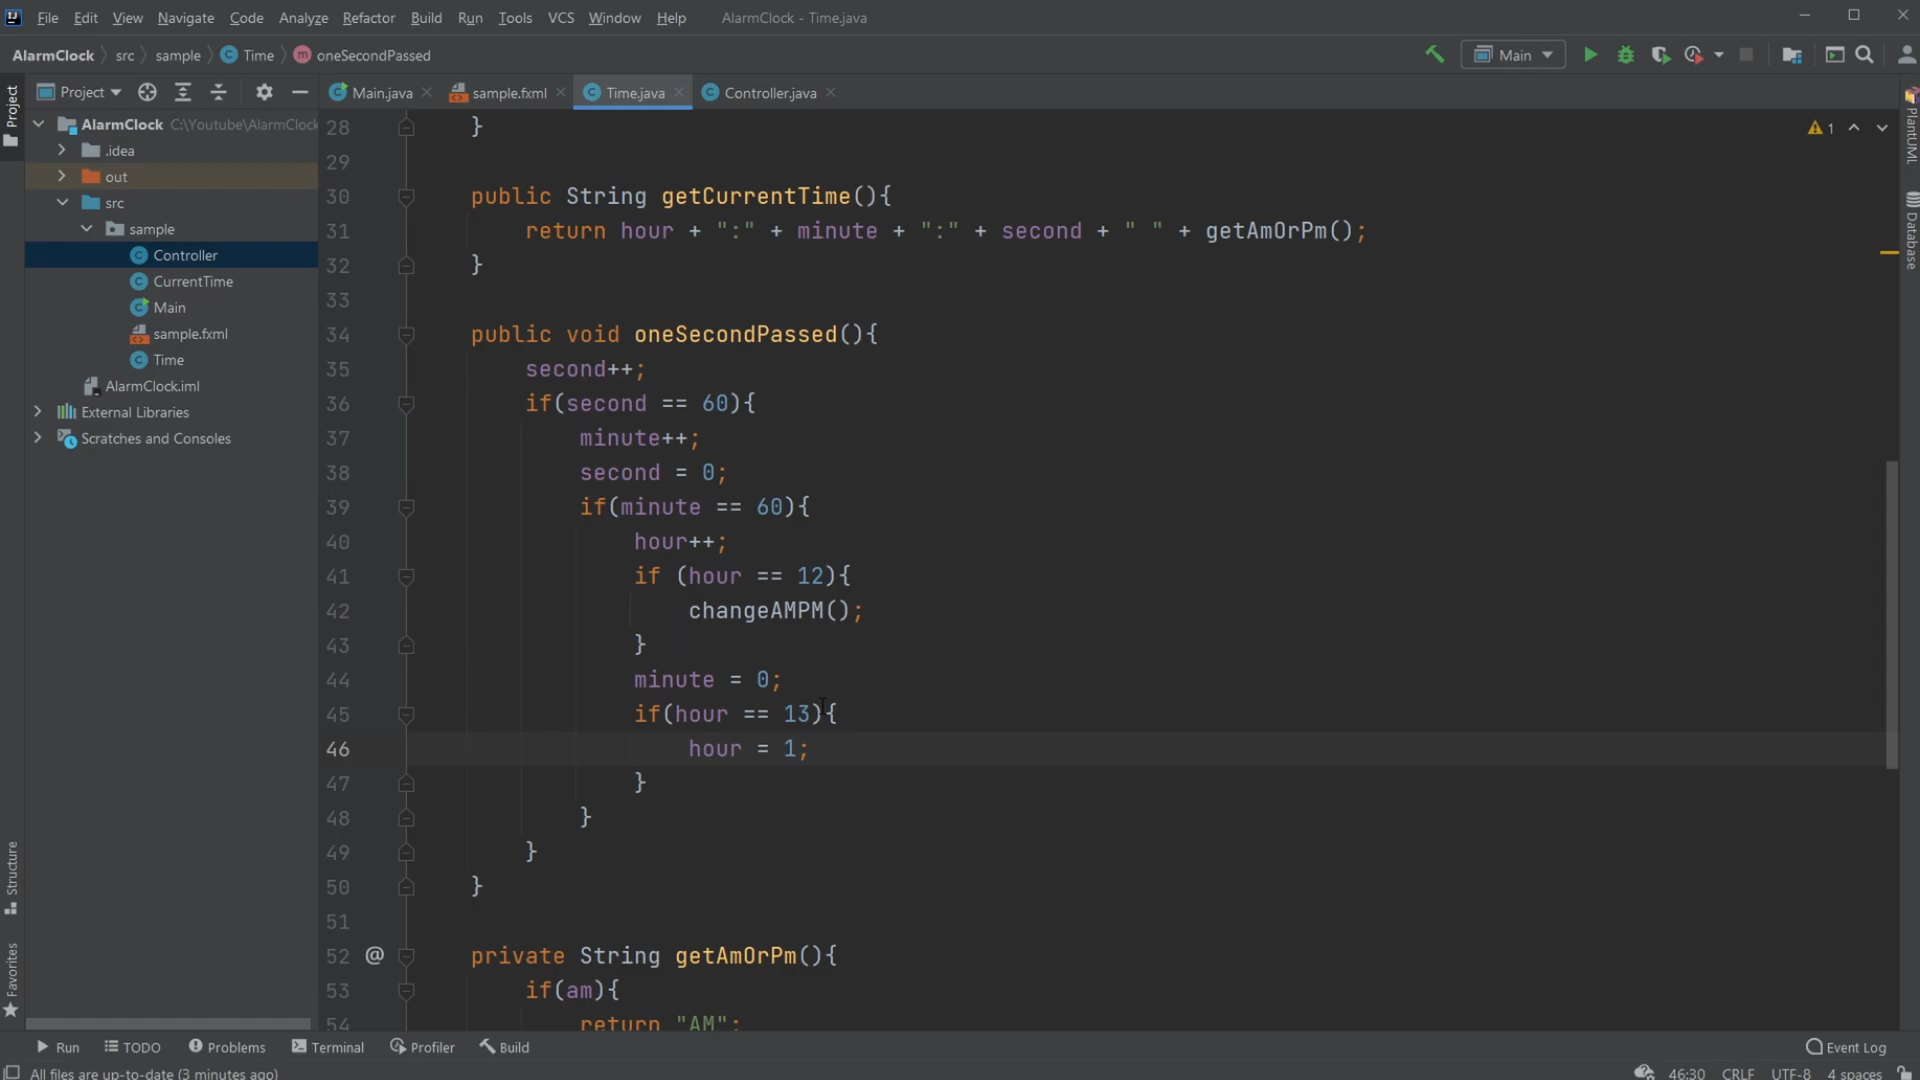 File Edit View Navigate Code Analyze Refactor Build Run Tools VCS Window Help AlarmClock - Time.java
AlarmClock src sample Time oneSecondPassed Main
Project
Project
AlarmClock C:\Youtube\AlarmClock
.idea
out
src
sample
Controller
CurrentTime
Main
sample.fxml
Time
AlarmClock.iml
External Libraries
Scratches and Consoles
Structure
Favorites
Main.java sample.fxml Time.java Controller.java
1
28 }
29
30 public String getCurrentTime(){
31 return hour + ":" + minute + ":" + second + " " + getAmOrPm();
32 }
33
34 public void oneSecondPassed(){
35 second++;
36 if(second == 60){
37 minute++;
38 second = 0;
39 if(minute == 60){
40 hour++;
41 if (hour == 12){
42 changeAMPM();
43 }
44 minute = 0;
45 if(hour == 13){
46 hour = 1;
47 }
48 }
49 }
50 }
51
52 @ private String getAmOrPm(){
53 if(am){
54 return "AM";
PlantUML
Database
Run TODO Problems Terminal Profiler Build Event Log
All files are up-to-date (3 minutes ago) 46:30 CRLF UTF-8 4 spaces